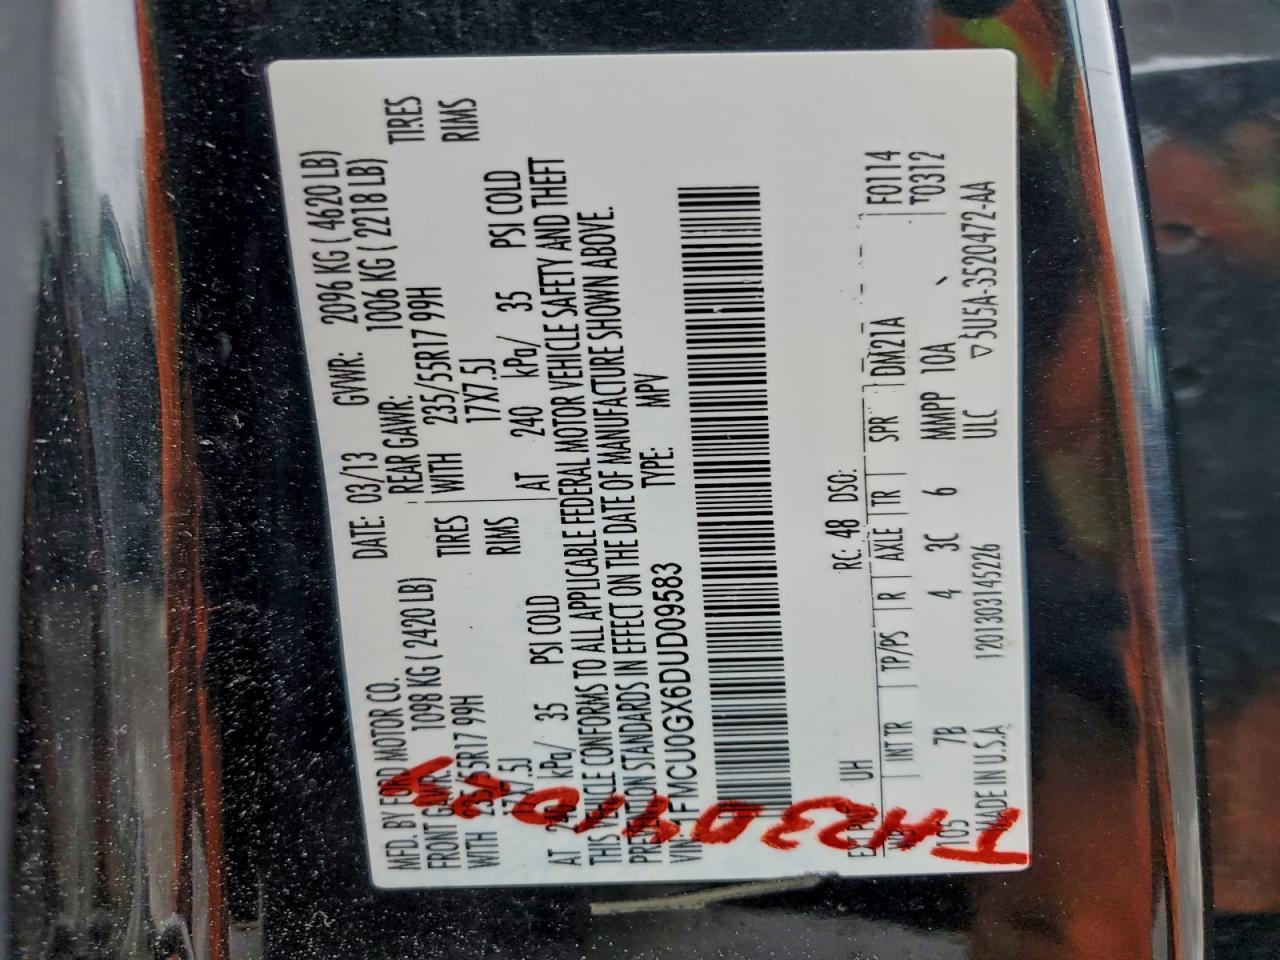 MFD. BY FORD MOTOR CO.
DATE: 03/13 GVWR: 2096 KG ( 4620 LB)
FRONT GAWR: 1098 KG ( 2420 LB) REAR GAWR: 1006 KG ( 2218 LB)
WITH 235/55R17 99H TIRES WITH 235/55R17 99H TIRES
17X7.5J RIMS 17X7.5J RIMS
AT 240 kPa/ 35 PSI COLD AT 240 kPa/ 35 PSI COLD
THIS VEHICLE CONFORMS TO ALL APPLICABLE FEDERAL MOTOR VEHICLE SAFETY AND THEFT
PREVENTION STANDARDS IN EFFECT ON THE DATE OF MANUFACTURE SHOWN ABOVE.
VIN: 1FMCU0GX6DUD09583 TYPE: MPV
EXT PNT: UH RC: 48 DSO:
WB INT TR TP/PS R AXLE TR SPR DM21A F0114
105 7B 4 3C 6 MMPP 10A T0312
MADE IN U.S.A. ULC
120130314522 6 ▽5U5A-3520472-AA